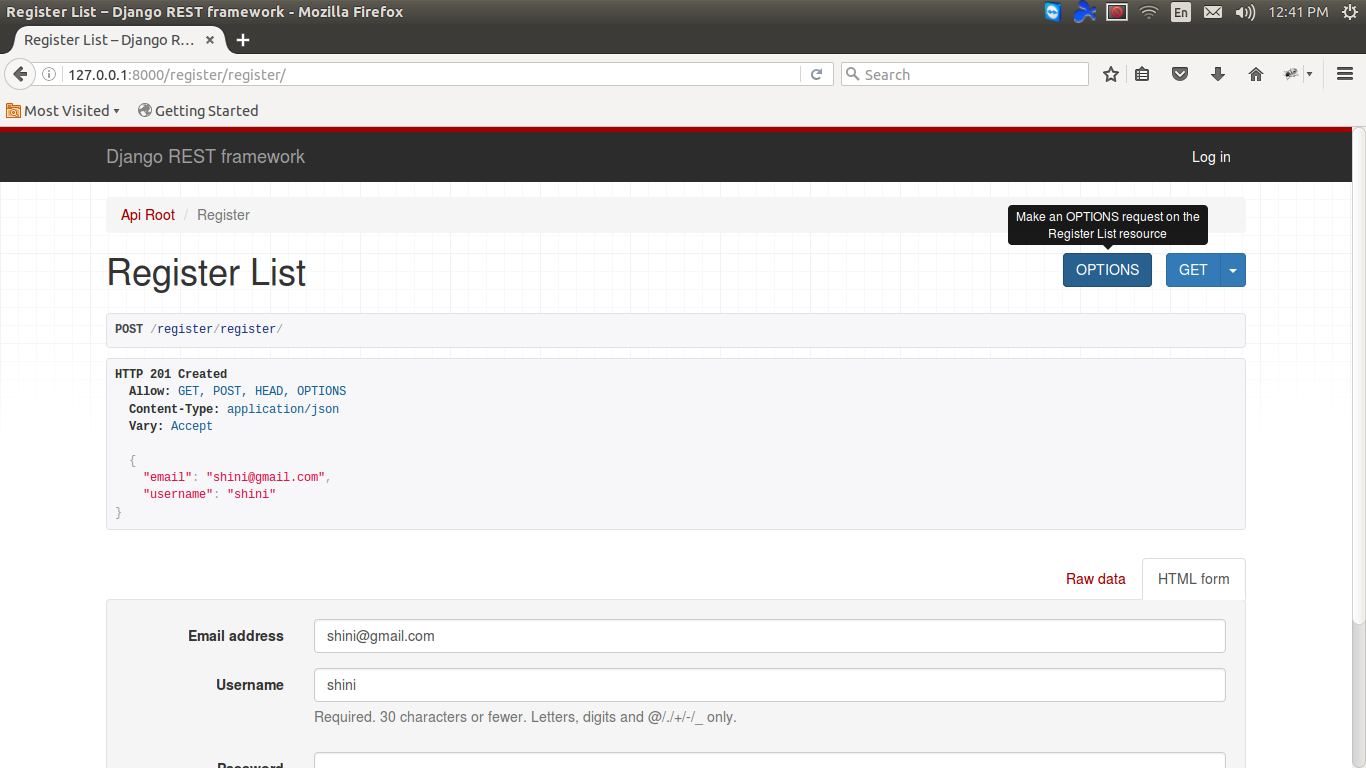 Register List – Django REST framework - Mozilla Firefox
En
12:41 PM
Register List – Django R... × +
127.0.0.1:8000/register/register/
Search
Most Visited
Getting Started
Django REST framework
Log in
Api Root / Register
Make an OPTIONS request on the
Register List resource
Register List
OPTIONS
GET
POST /register/register/
HTTP 201 Created
Allow: GET, POST, HEAD, OPTIONS
Content-Type: application/json
Vary: Accept
{
"email": "shini@gmail.com",
"username": "shini"
}
Raw data
HTML form
Email address
shini@gmail.com
Username
shini
Required. 30 characters or fewer. Letters, digits and @/./+/-/_ only.
Password